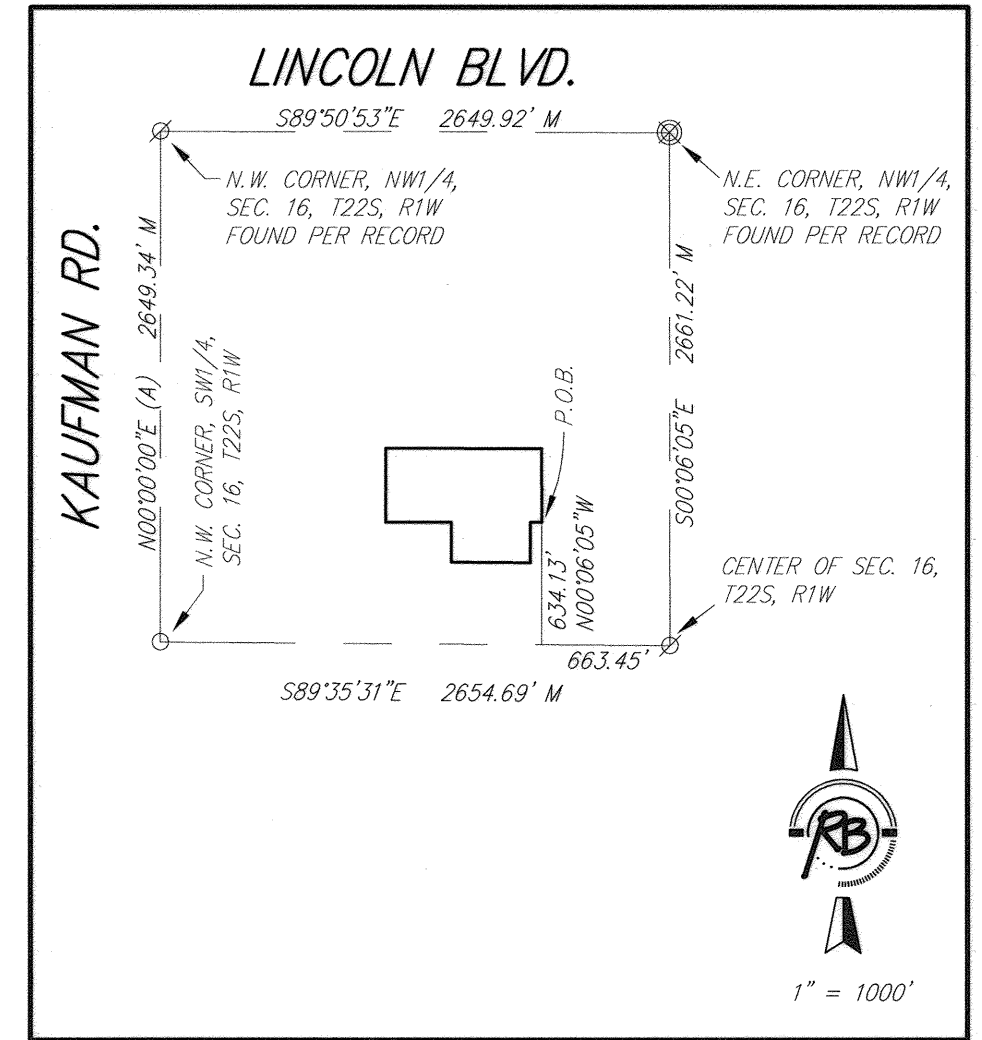 LINCOLN BLVD.
S89°50'53"E 2649.92' M
N.W. CORNER, NW1/4,
SEC. 16, T22S, R1W
FOUND PER RECORD
N.E. CORNER, NW1/4,
SEC. 16, T22S, R1W
FOUND PER RECORD
KAUFMAN RD.
N00°00'00"E (A) 2649.34' M
N.W. CORNER, SW1/4,
SEC. 16, T22S, R1W
P.O.B.
S00°06'05"E 2661.22' M
634.13'
N00°06'05"W
CENTER OF SEC. 16,
T22S, R1W
663.45'
S89°35'31"E 2654.69' M
RB
1" = 1000'